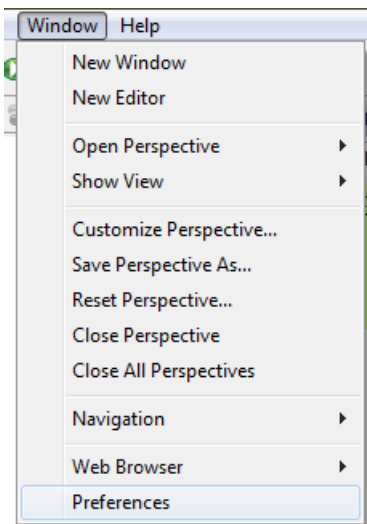 Window Help
New Window
New Editor
Open Perspective
Show View
Customize Perspective...
Save Perspective As...
Reset Perspective...
Close Perspective
Close All Perspectives
Navigation
Web Browser
Preferences